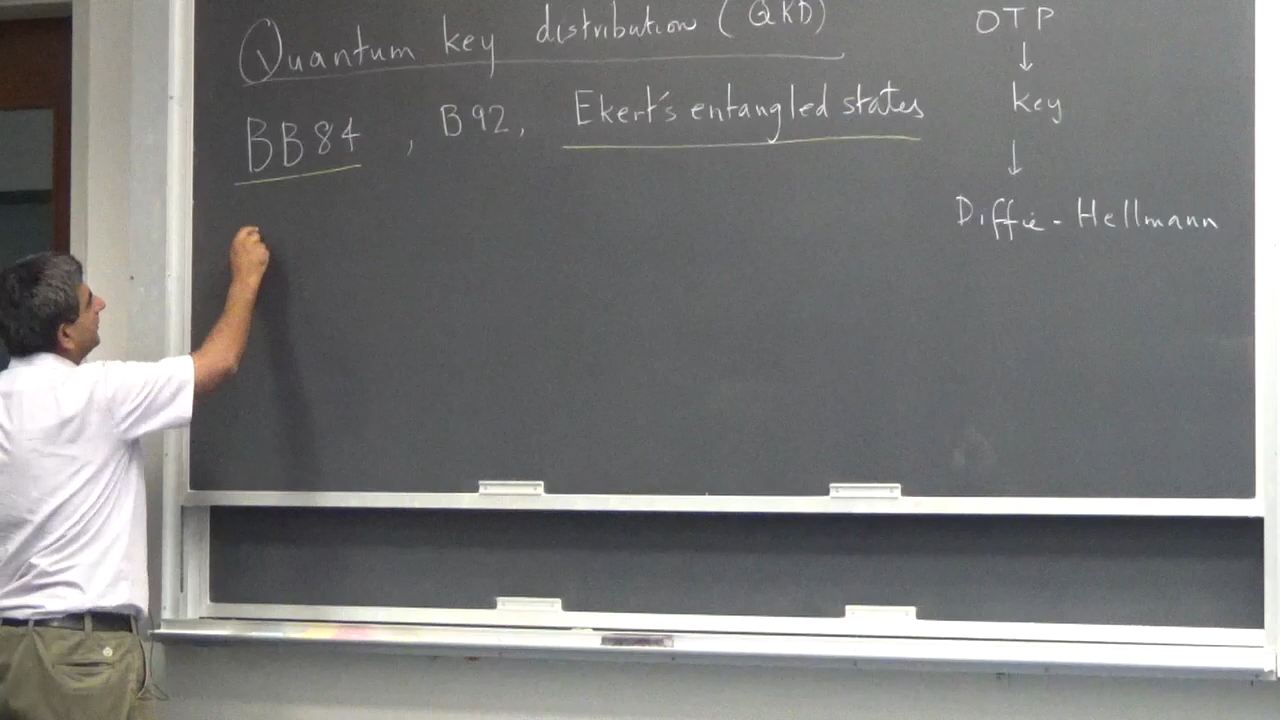 Quantum key distribution (QKD)
BB84, B92, Ekert's entangled states
OTP
↓
key
↓
Diffie-Hellmann